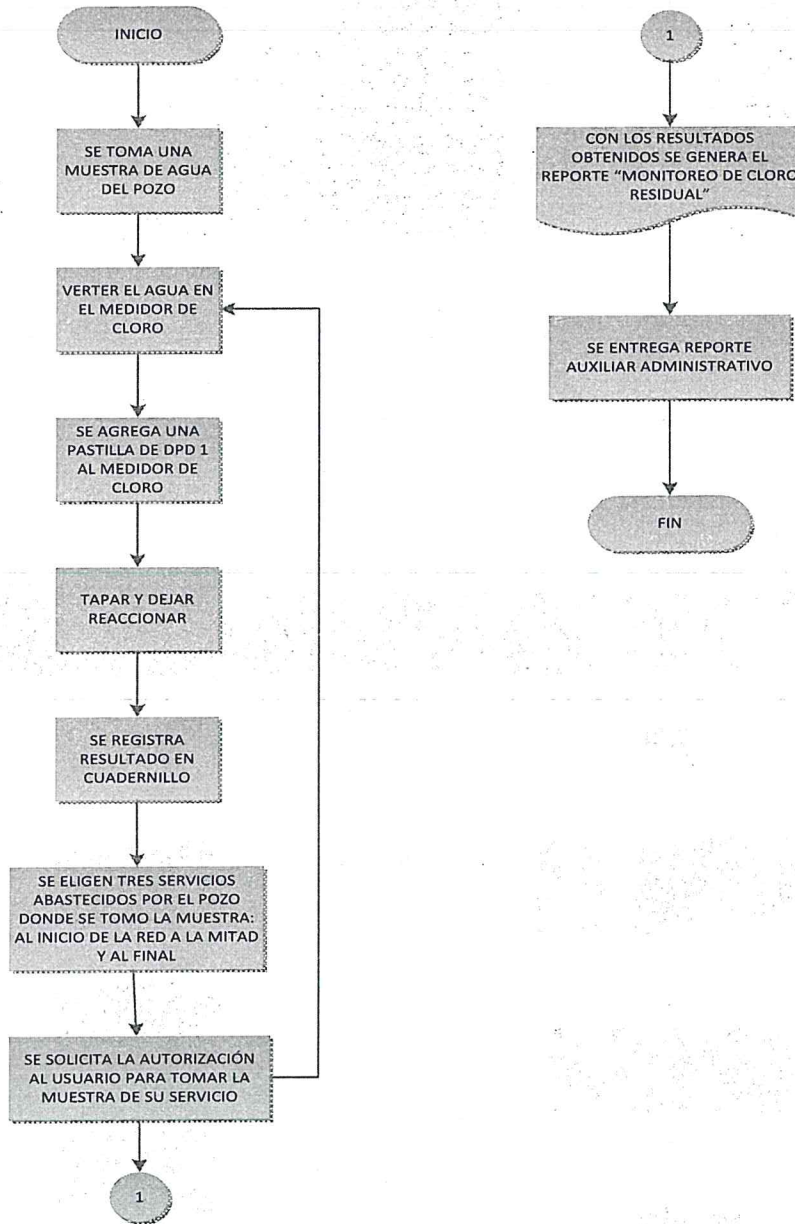 INICIO
SE TOMA UNA
MUESTRA DE AGUA
DEL POZO
VERTER EL AGUA EN
EL MEDIDOR DE
CLORO
SE AGREGA UNA
PASTILLA DE DPD 1
AL MEDIDOR DE
CLORO
TAPAR Y DEJAR
REACCIONAR
SE REGISTRA
RESULTADO EN
CUADERNILLO
SE ELIGEN TRES SERVICIOS
ABASTECIDOS POR EL POZO
DONDE SE TOMO LA MUESTRA:
AL INICIO DE LA RED A LA MITAD
Y AL FINAL
SE SOLICITA LA AUTORIZACIÓN
AL USUARIO PARA TOMAR LA
MUESTRA DE SU SERVICIO
1
1
CON LOS RESULTADOS
OBTENIDOS SE GENERA EL
REPORTE “MONITOREO DE CLORO
RESIDUAL”
SE ENTREGA REPORTE
AUXILIAR ADMINISTRATIVO
FIN